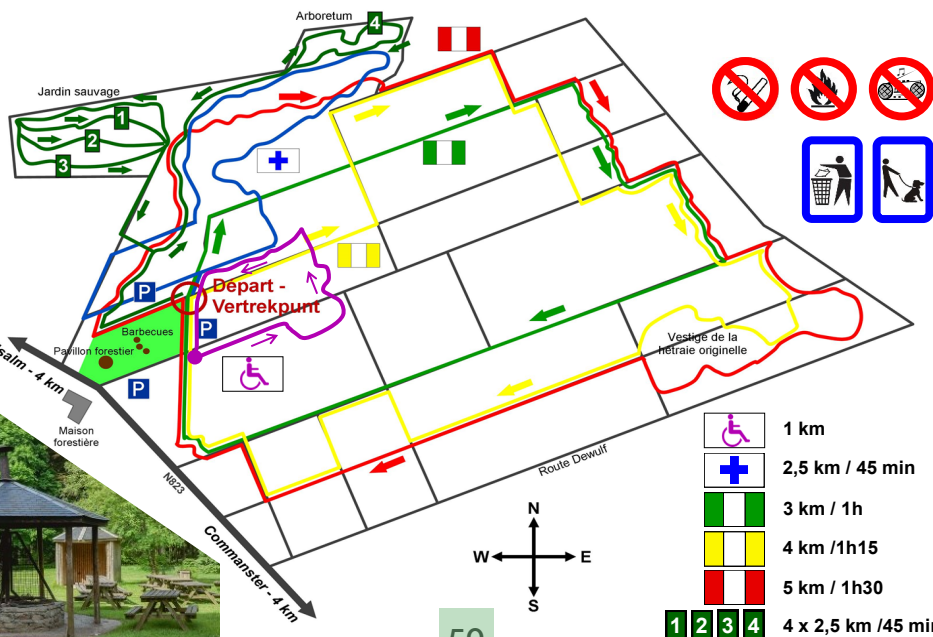 Arboretum
4
Jardin sauvage
1
2
3
P
Départ -
Vertrekpunt
Barbecues
P
Pavillon forestier
P
salm - 4 km
Maison
forestière
N823
Commanster - 4 km
Vestige de la
hêtraie originelle
Route Dewulf
N
W E
S
1 km
2,5 km / 45 min
3 km / 1h
4 km /1h15
5 km / 1h30
1 2 3 4 4 x 2,5 km /45 min